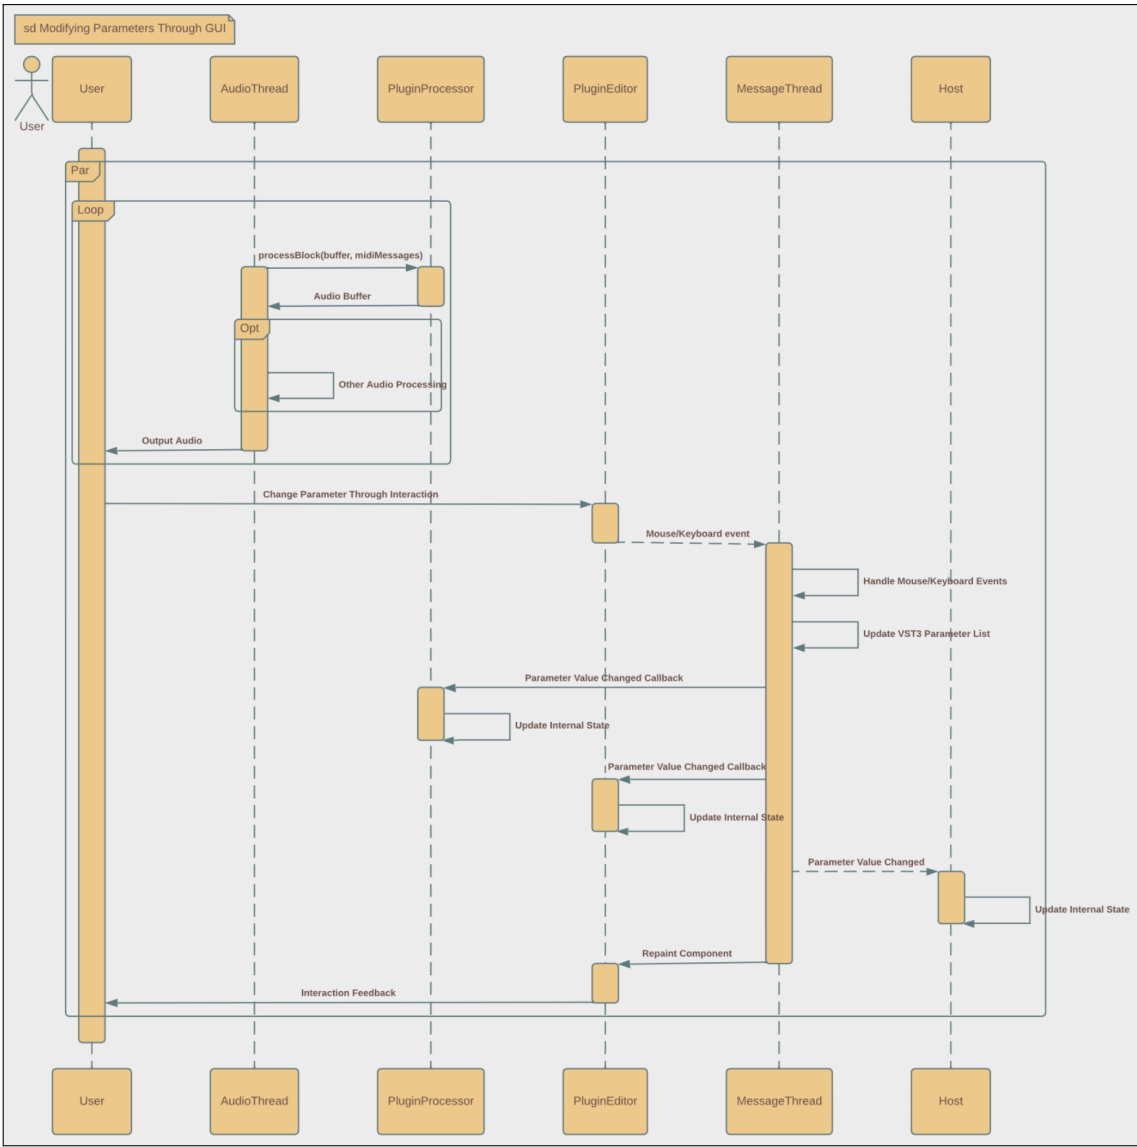 sd Modifying Parameters Through GUI
User
User
AudioThread
PluginProcessor
PluginEditor
MessageThread
Host
Par
Loop
processBlock(buffer, midiMessages)
Audio Buffer
Opt
Other Audio Processing
Output Audio
Change Parameter Through Interaction
Mouse/Keyboard event
Handle Mouse/Keyboard Events
Update VST3 Parameter List
Parameter Value Changed Callback
Update Internal State
Parameter Value Changed Callback
Update Internal State
Parameter Value Changed
Update Internal State
Repaint Component
Interaction Feedback
User
AudioThread
PluginProcessor
PluginEditor
MessageThread
Host